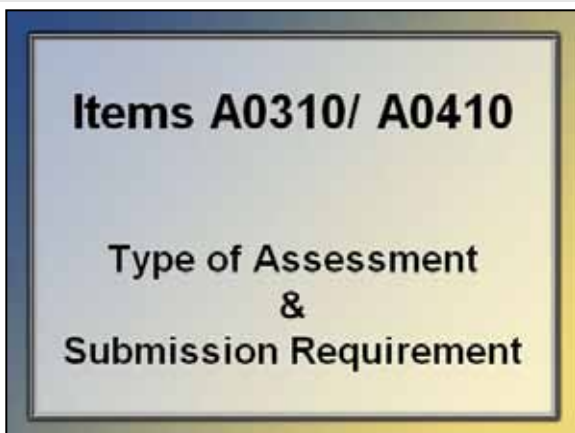 Items A0310/ A0410
Type of Assessment
&
Submission Requirement